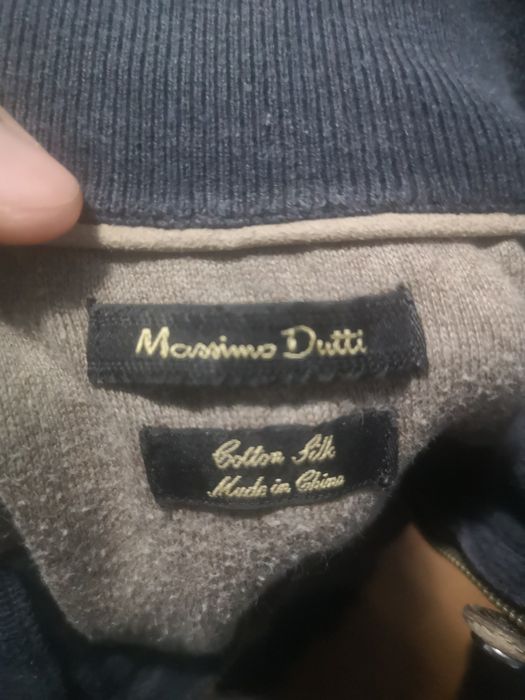 Massimo Dutti
Cotton Silk
Made in China